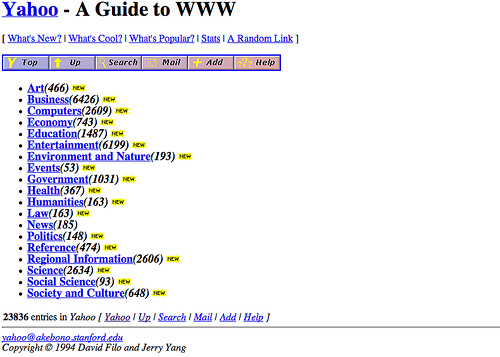 Yahoo - A Guide to WWW
[ What's New? | What's Cool? | What's Popular? | Stats | A Random Link ]
Top Up Search Mail Add Help
Art(466) NEW
Business(6426) NEW
Computers(2609) NEW
Economy(743) NEW
Education(1487) NEW
Entertainment(6199) NEW
Environment and Nature(193) NEW
Events(53) NEW
Government(1031) NEW
Health(367) NEW
Humanities(163) NEW
Law(163) NEW
News(185)
Politics(148) NEW
Reference(474) NEW
Regional Information(2606) NEW
Science(2634) NEW
Social Science(93) NEW
Society and Culture(648) NEW
23836 entries in Yahoo [ Yahoo | Up | Search | Mail | Add | Help ]
yahoo@akebono.stanford.edu
Copyright © 1994 David Filo and Jerry Yang